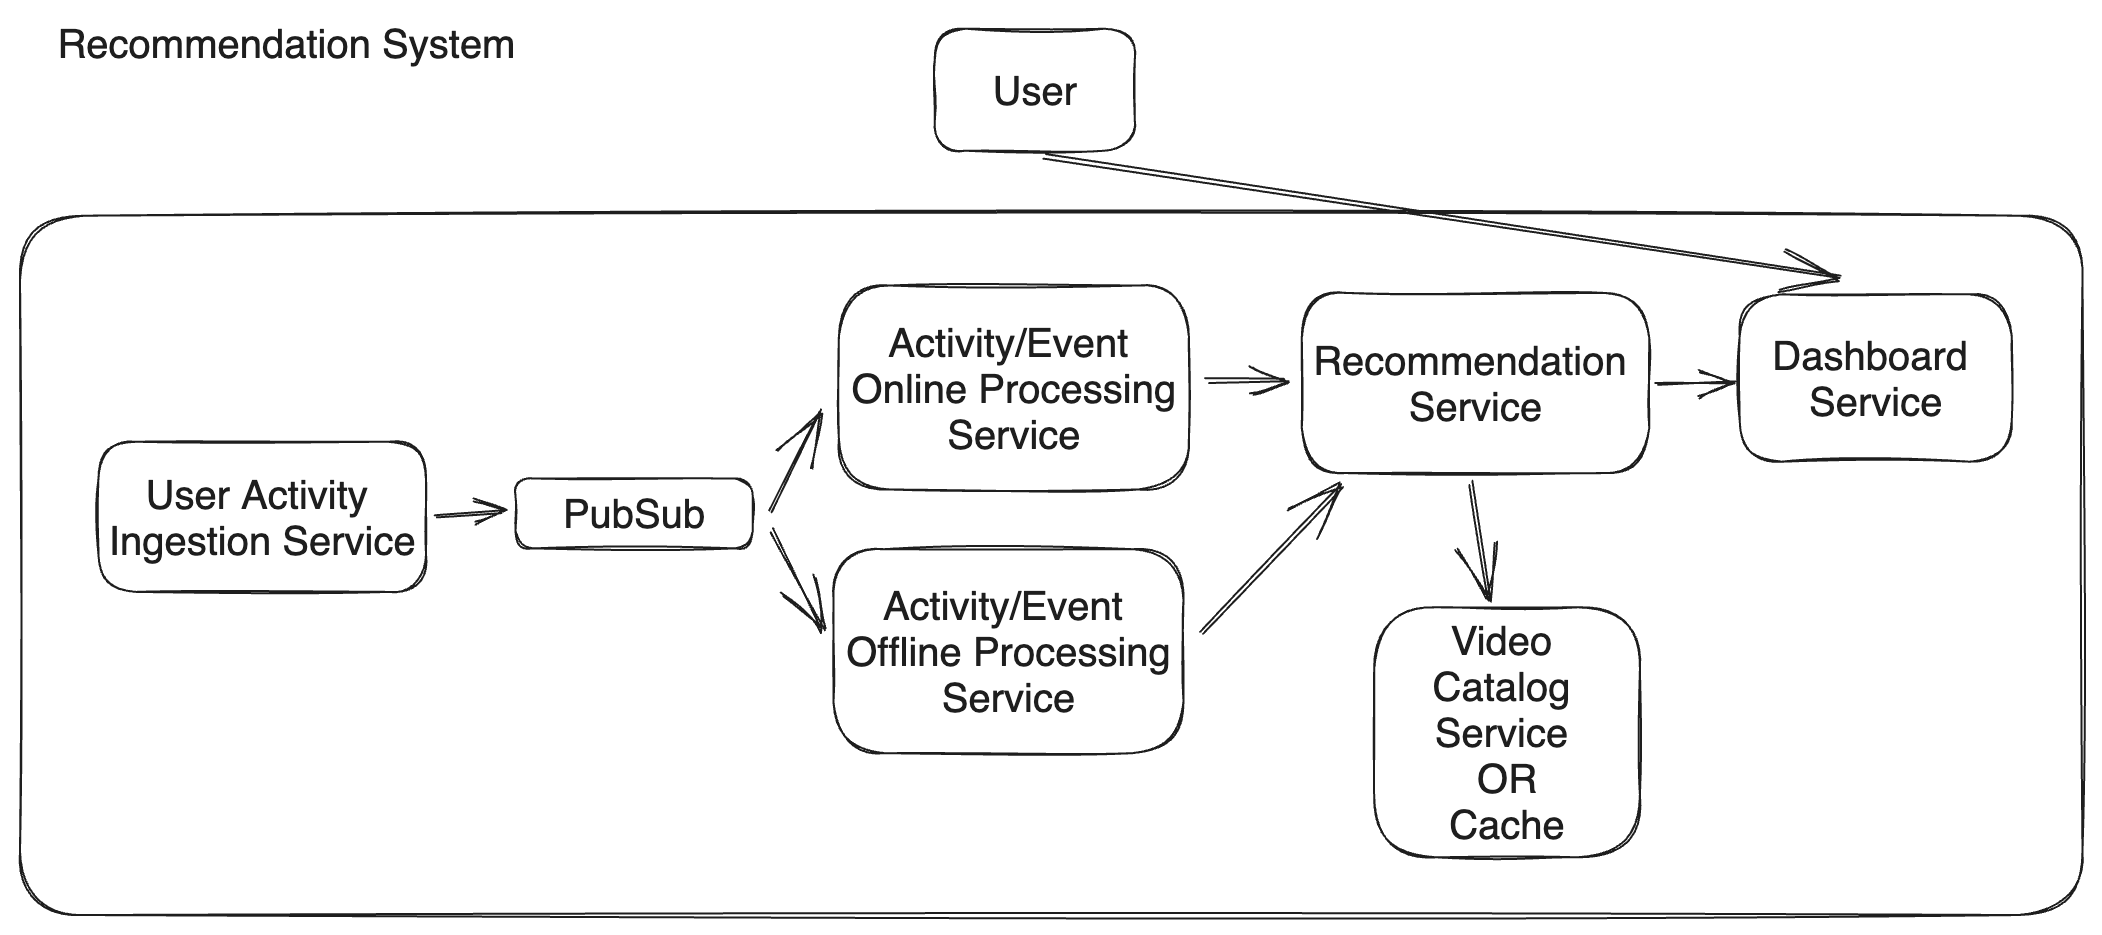 Recommendation System
User
Activity/Event
Online Processing
Service
Recommendation
Service
Dashboard
Service
User Activity
Ingestion Service
PubSub
Activity/Event
Offline Processing
Service
Video
Catalog
Service
OR
Cache